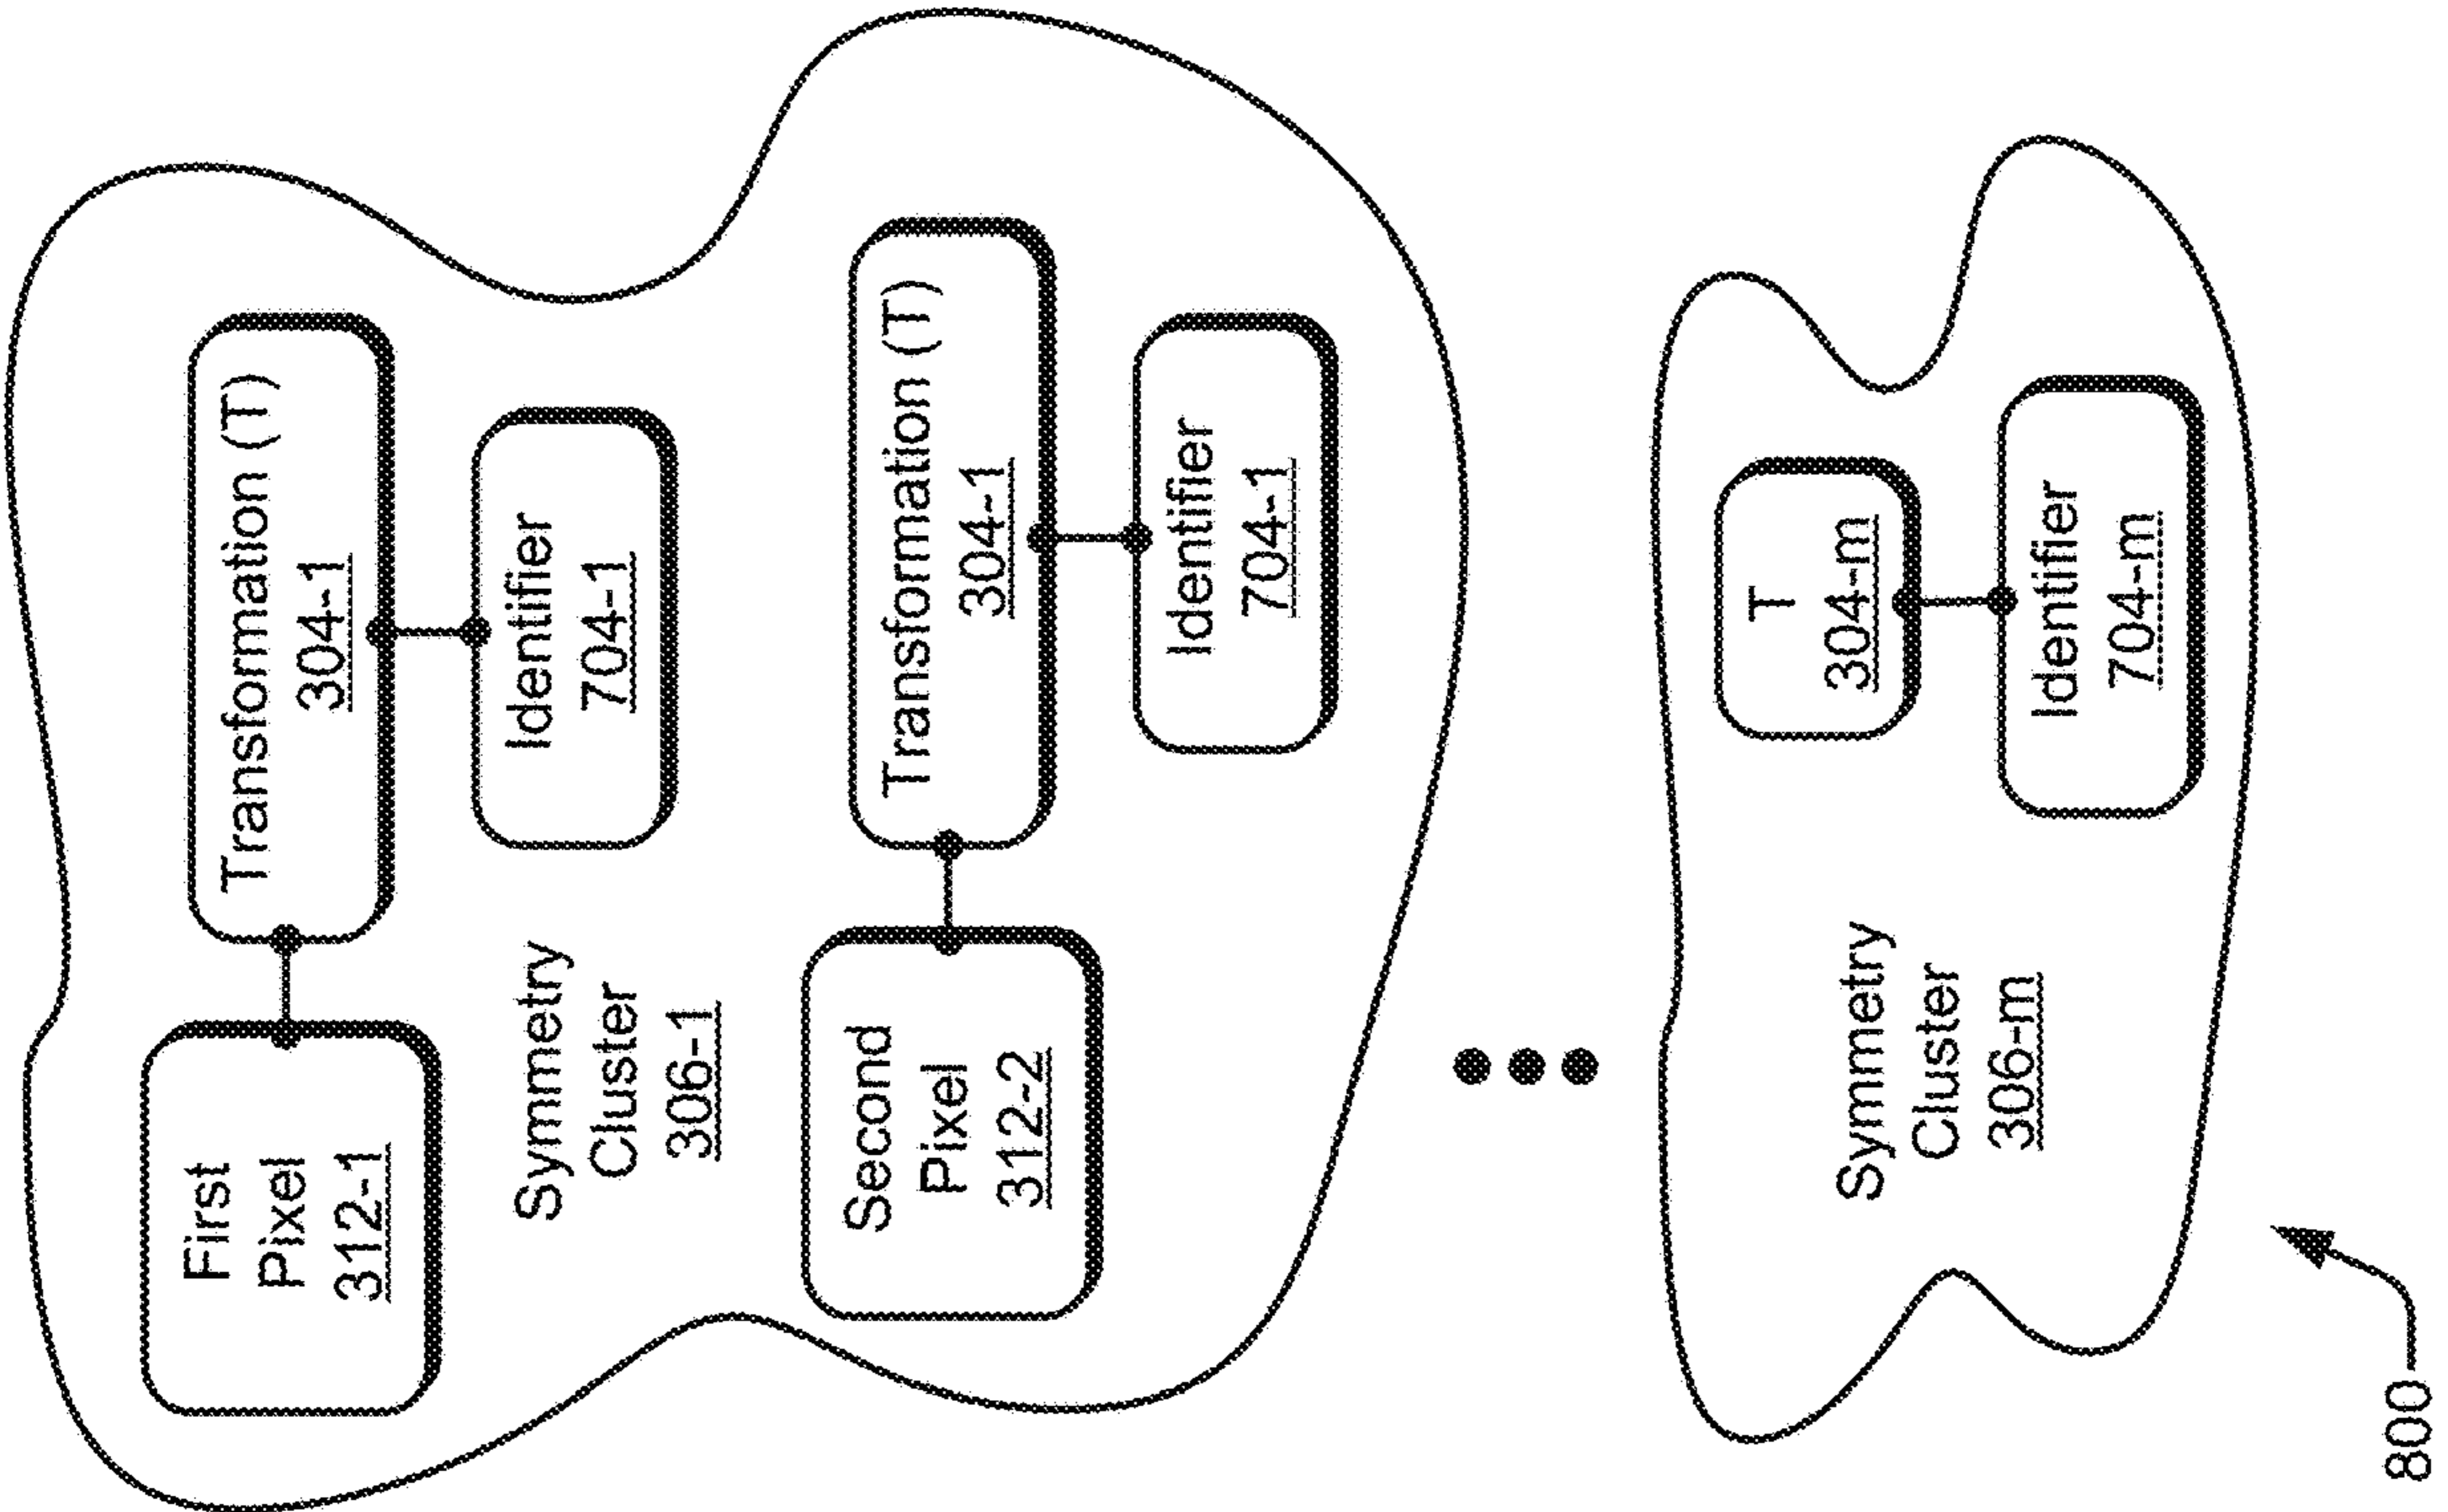 First
Pixel
312-1
Transformation (T)
304-1
Symmetry
Cluster
306-1
Identifier
704-1
Second
Pixel
312-2
Transformation (T)
304-1
Identifier
704-1
Symmetry
Cluster
306-m
T
304-m
Identifier
704-m
800